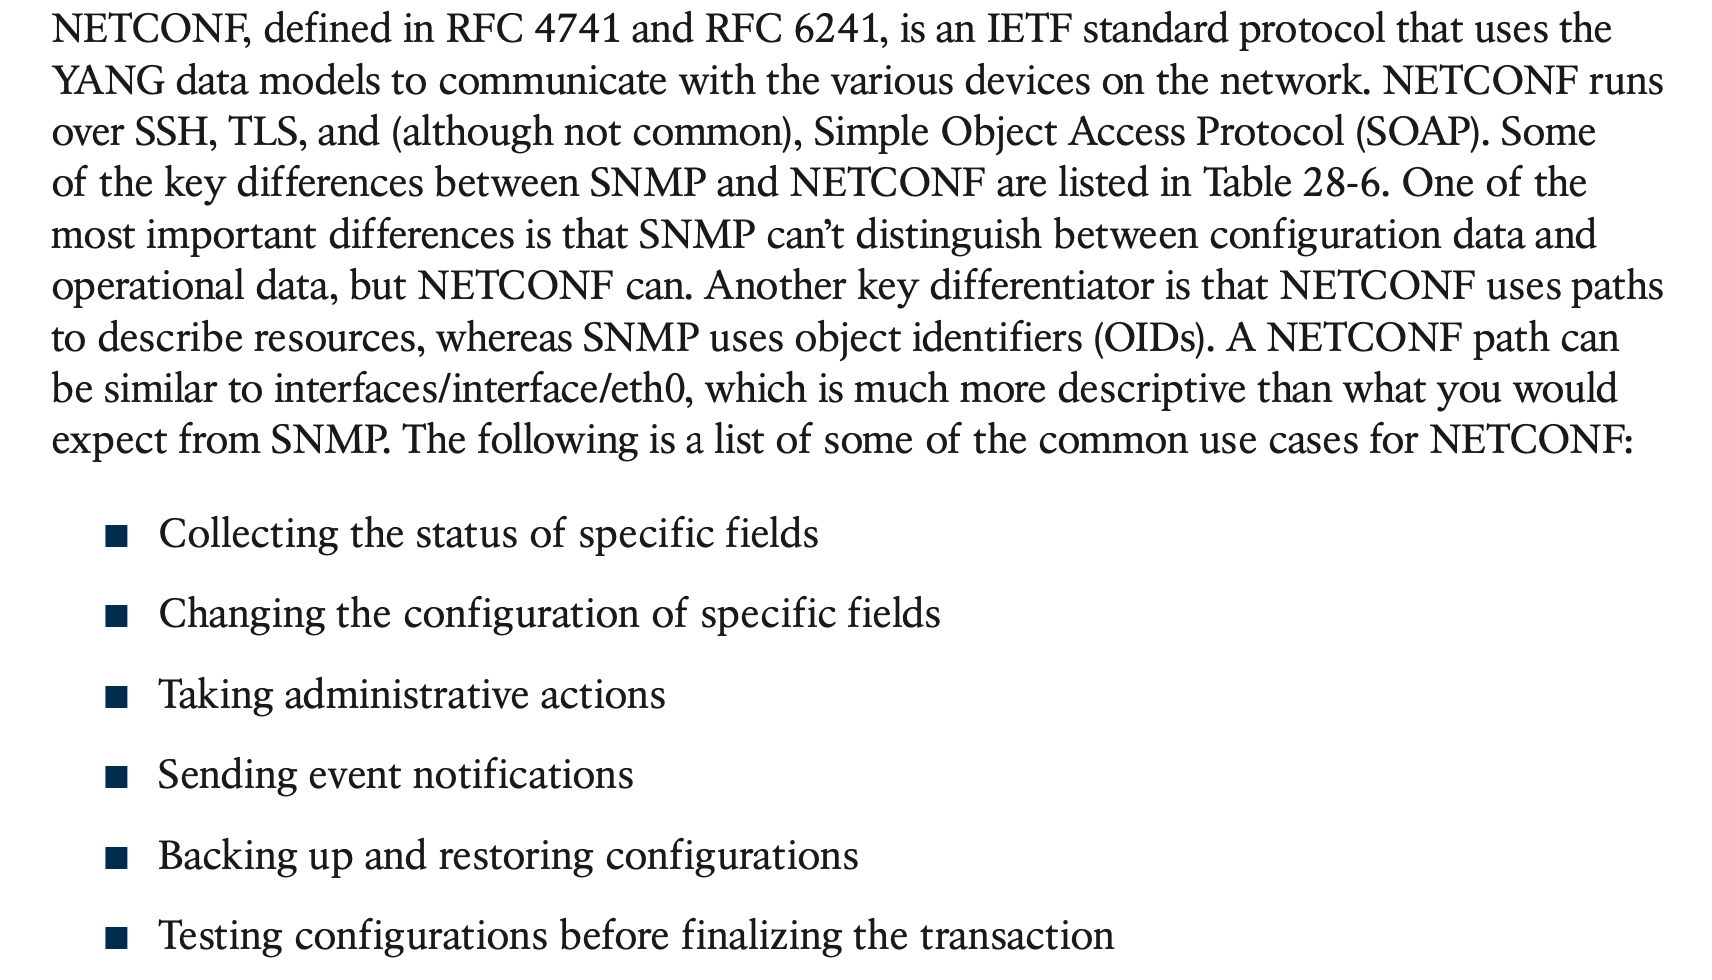 NETCONF, defined in RFC 4741 and RFC 6241, is an IETF standard protocol that uses the
YANG data models to communicate with the various devices on the network. NETCONF runs
over SSH, TLS, and (although not common), Simple Object Access Protocol (SOAP). Some
of the key differences between SNMP and NETCONF are listed in Table 28-6. One of the
most important differences is that SNMP can’t distinguish between configuration data and
operational data, but NETCONF can. Another key differentiator is that NETCONF uses paths
to describe resources, whereas SNMP uses object identifiers (OIDs). A NETCONF path can
be similar to interfaces/interface/eth0, which is much more descriptive than what you would
expect from SNMP. The following is a list of some of the common use cases for NETCONF:
■ Collecting the status of specific fields
■ Changing the configuration of specific fields
■ Taking administrative actions
■ Sending event notifications
■ Backing up and restoring configurations
■ Testing configurations before finalizing the transaction